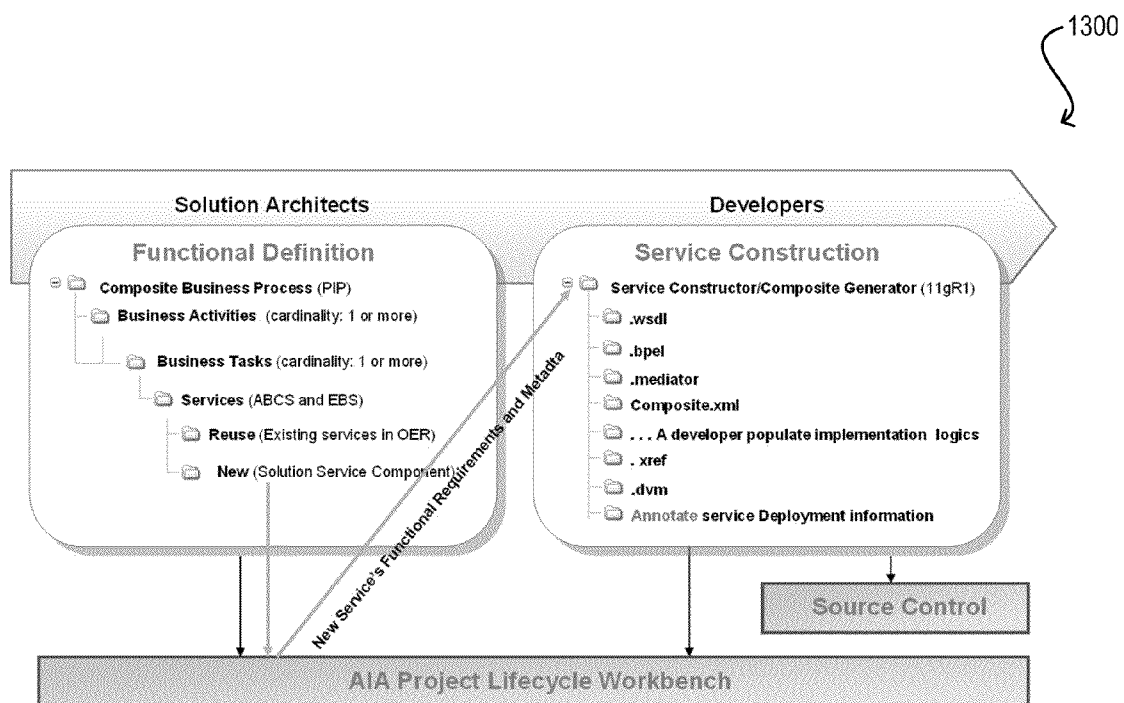 1300
Solution Architects
Developers
Functional Definition
Composite Business Process (PIP)
Business Activities (cardinality: 1 or more)
Business Tasks (cardinality: 1 or more)
Services (ABCS and EBS)
Reuse (Existing services in OER)
New (Solution Service Component)
New Service's Functional Requirements and Metadta
Service Construction
Service Constructor/Composite Generator (11gR1)
.wsdl
.bpel
.mediator
Composite.xml
. . . A developer populate implementation logics
. xref
.dvm
Annotate service Deployment information
Source Control
AIA Project Lifecycle Workbench